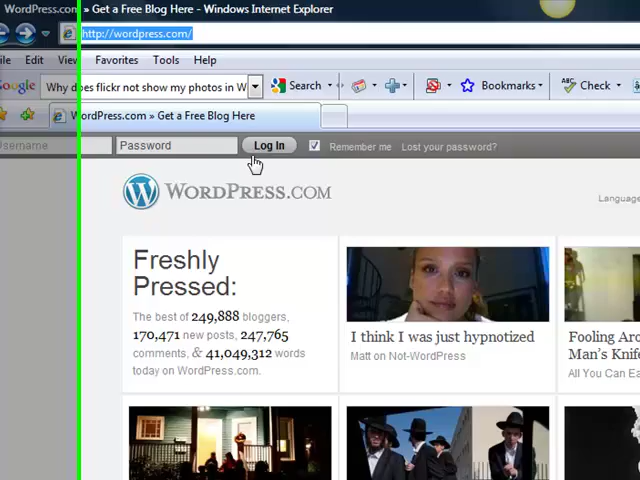 WordPress.com » Get a Free Blog Here - Windows Internet Explorer
http://wordpress.com/
File Edit View Favorites Tools Help
Google Why does flickr not show my photos in W Search Bookmarks Check
WordPress.com » Get a Free Blog Here
Username Password Log In Remember me Lost your password?
WORDPRESS.COM
Language
Freshly
Pressed:
The best of 249,888 bloggers,
170,471 new posts, 247,765
comments, & 41,049,312 words
today on WordPress.com.
I think I was just hypnotized
Matt on Not-WordPress
Fooling Aro
Man's Knife
All You Can Ea